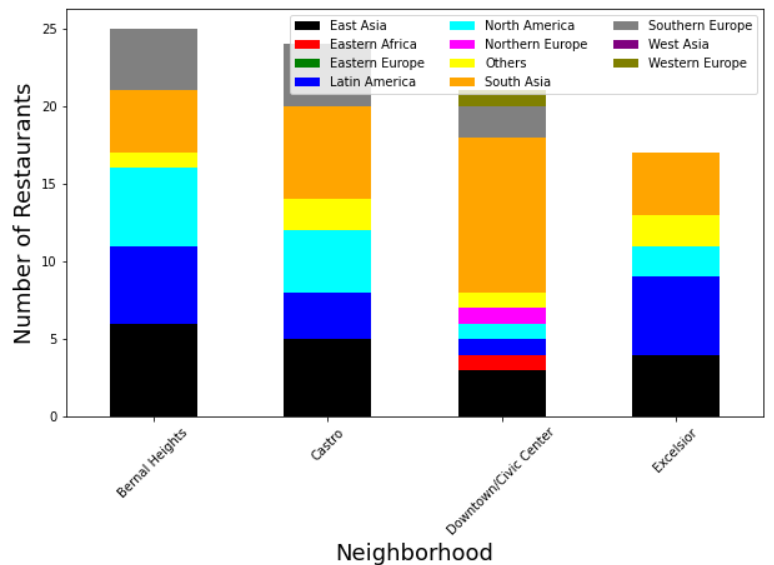 25
20
15
10
5
0
Number of Restaurants
East Asia
Eastern Africa
Eastern Europe
Latin America
North America
Northern Europe
Others
South Asia
Southern Europe
West Asia
Western Europe
Bernal Heights
Castro
Downtown/Civic Center
Excelsior
Neighborhood